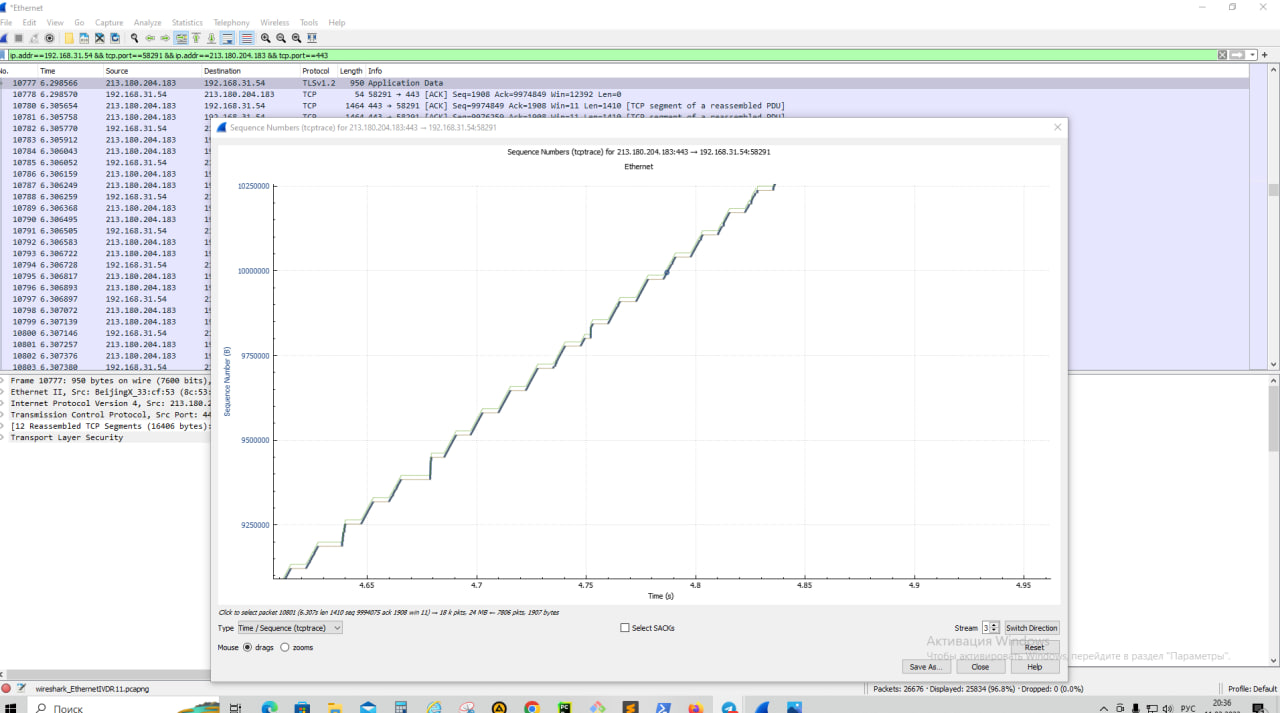 *Ethernet
File Edit View Go Capture Analyze Statistics Telephony Wireless Tools Help
ip.addr==192.168.31.54 && tcp.port==58291 && ip.addr==213.180.204.183 && tcp.port==443
No. Time Source Destination Protocol Length Info
10777 6.298566 213.180.204.183 192.168.31.54 TLSv1.2 950 Application Data
10778 6.298570 192.168.31.54 213.180.204.183 TCP 54 58291 → 443 [ACK] Seq=1908 Ack=9974849 Win=12392 Len=0
10780 6.305654 213.180.204.183 192.168.31.54 TCP 1464 443 → 58291 [ACK] Seq=9974849 Ack=1908 Win=11 Len=1410 [TCP segment of a reassembled PDU]
10781 6.305758 213.180.204.183 192.168.31.54 TCP 1464 443 → 58291 [ACK] Seq=9976259 Ack=1908 Win=11 Len=1410 [TCP segment of a reassembled PDU]
10782 6.305770 192.168.31.54
10783 6.305912 213.180.204.183
10784 6.306043 213.180.204.183
10785 6.306052 192.168.31.54
10786 6.306159 213.180.204.183
10787 6.306249 213.180.204.183
10788 6.306259 192.168.31.54
10789 6.306368 213.180.204.183
10790 6.306495 213.180.204.183
10791 6.306505 192.168.31.54
10792 6.306583 213.180.204.183
10793 6.306722 213.180.204.183
10794 6.306728 192.168.31.54
10795 6.306817 213.180.204.183
10796 6.306893 213.180.204.183
10797 6.306897 192.168.31.54
10798 6.307072 213.180.204.183
10799 6.307139 213.180.204.183
10800 6.307146 192.168.31.54
10801 6.307257 213.180.204.183
10802 6.307376 213.180.204.183
10803 6.307380 192.168.31.54
Frame 10777: 950 bytes on wire (7600 bits),
Ethernet II, Src: BeijingX_33:cf:53 (8c:53:
Internet Protocol Version 4, Src: 213.180.2
Transmission Control Protocol, Src Port: 44
[12 Reassembled TCP Segments (16406 bytes):
Transport Layer Security
Sequence Numbers (tcptrace) for 213.180.204.183:443 → 192.168.31.54:58291
Sequence Numbers (tcptrace) for 213.180.204.183:443 → 192.168.31.54:58291
Ethernet
10250000
10000000
9750000
9500000
9250000
Sequence Number (B)
4.65 4.7 4.75 4.8 4.85 4.9 4.95
Time (s)
Click to select packet 10801 (6.307s len 1410 seq 9994075 ack 1908 win 11) → 18 k pkts, 24 MB ← 7806 pkts, 1907 bytes
Type Time / Sequence (tcptrace) Select SACKs Stream 3 Switch Direction
Mouse drags zooms Reset
Save As... Close Help
Активация Windows
Чтобы активировать Windows, перейдите в раздел "Параметры".
wireshark_EthernetIVDR11.pcapng Packets: 26676 · Displayed: 25834 (96.8%) · Dropped: 0 (0.0%) Profile: Default
Поиск РУС 20:36